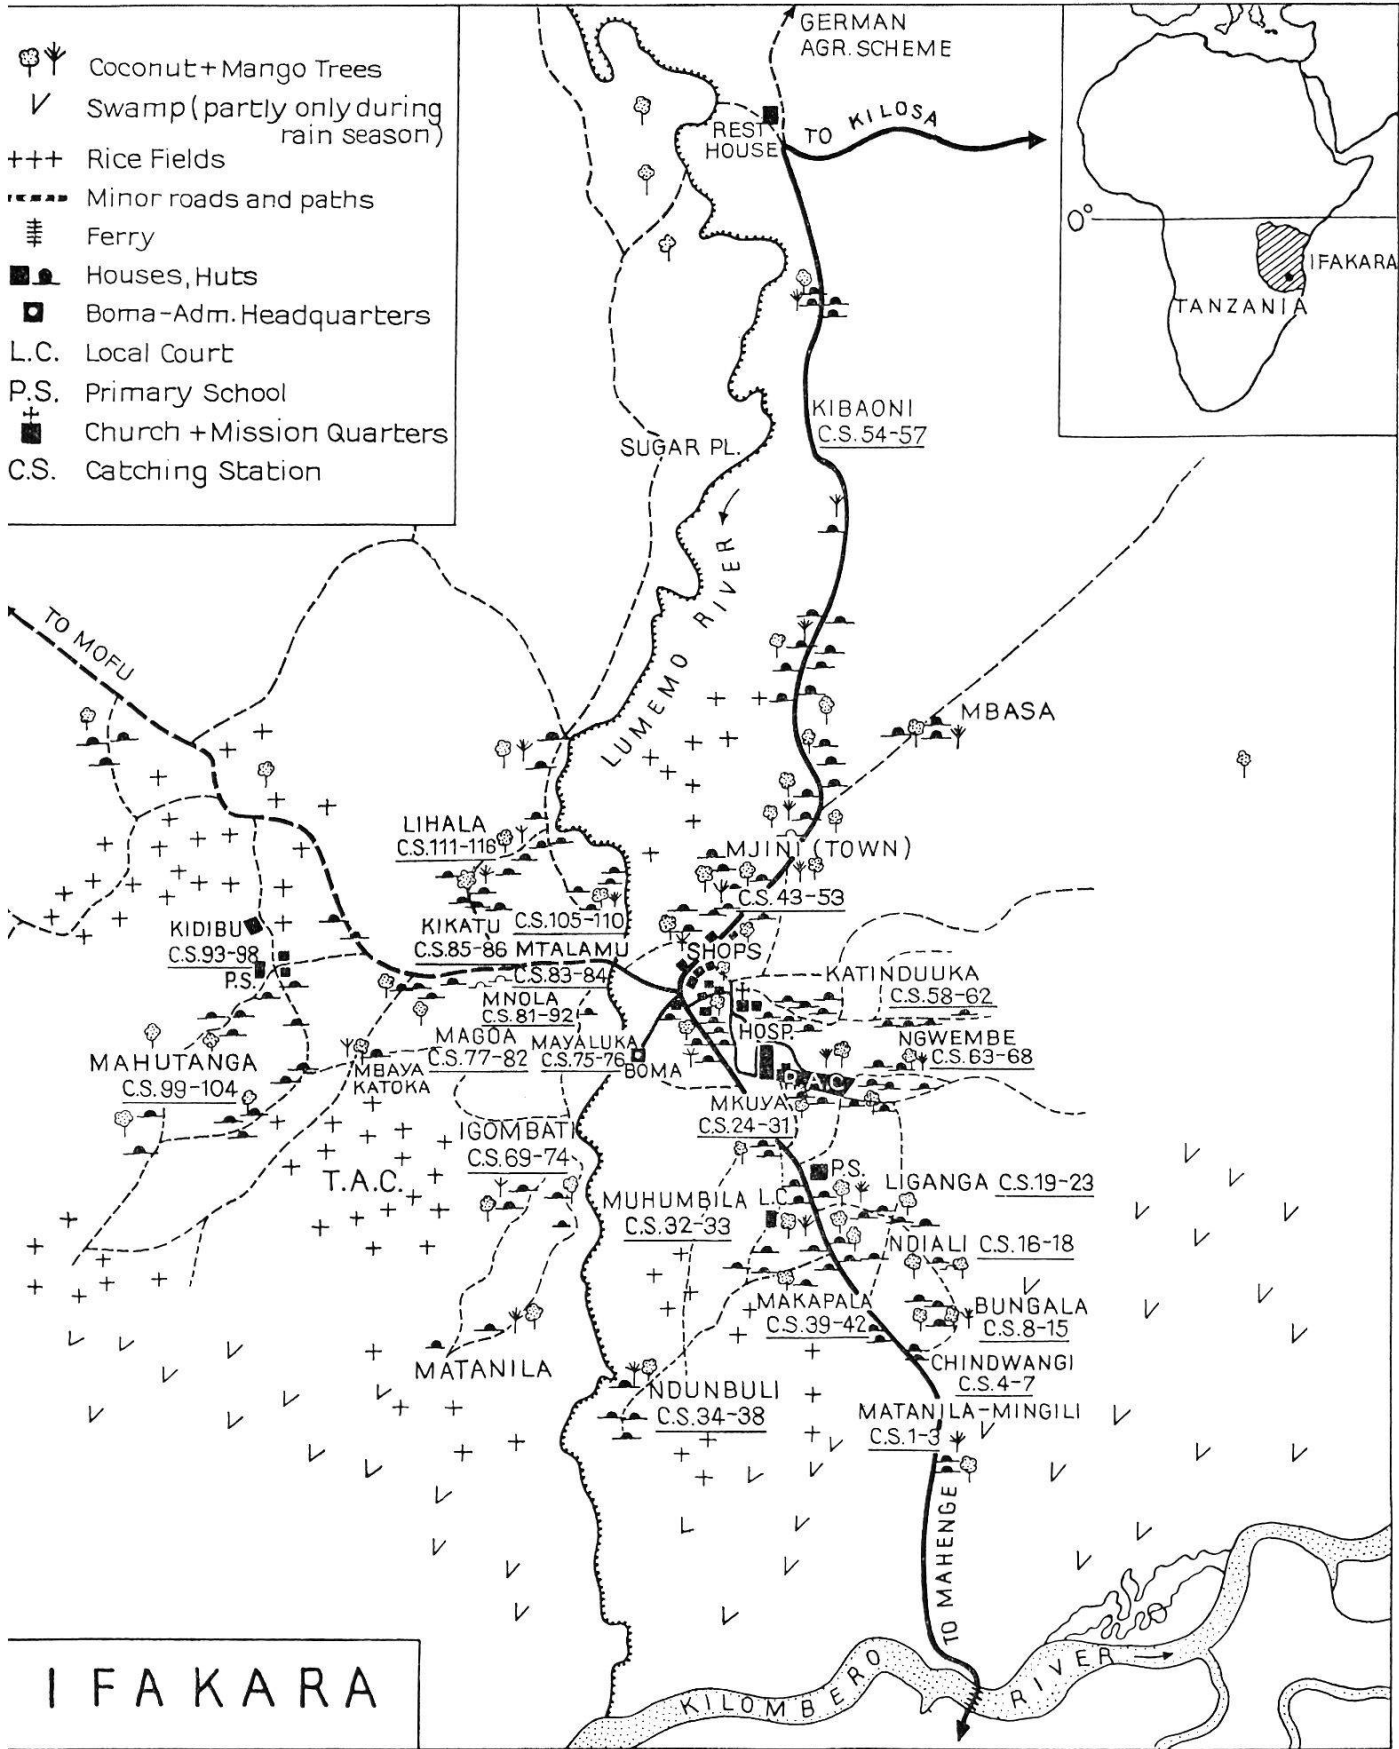 Coconut+Mango Trees
Swamp (partly only during
rain season)
Rice Fields
Minor roads and paths
Ferry
Houses, Huts
Boma-Adm. Headquarters
L.C. Local Court
P.S. Primary School
Church + Mission Quarters
C.S. Catching Station
GERMAN
AGR. SCHEME
REST
HOUSE
TO KILOSA
0°
IFAKARA
TANZANIA
KIBAONI
C.S. 54-57
SUGAR PL.
LUMEMO RIVER
TO MOFU
MBASA
LIHALA
C.S. 111-116
MJINI (TOWN)
C.S. 43-53
KIDIBU
C.S. 93-98
P.S.
KIKATU
C.S. 85-86
C.S. 105-110
MTALAMU
C.S. 83-84
SHOPS
KATINDUUKA
C.S. 58-62
MNOLA
C.S. 81-92
HOSP.
NGWEMBE
C.S. 63-68
MAHUTANGA
C.S. 99-104
MBAYA
KATOKA
MAGOA
C.S. 77-82
MAYALUKA
C.S. 75-76
BOMA
R.A.C.
MKUYA
C.S. 24-31
IGOMBATI
C.S. 69-74
T.A.C.
P.S.
LIGANGA C.S. 19-23
MUHUMBILA
C.S. 32-33
L.C.
NDIALI C.S. 16-18
MAKAPALA
C.S. 39-42
BUNGALA
C.S. 8-15
MATANILA
CHINDWANGI
C.S. 4-7
NDUNBULI
C.S. 34-38
MATANILA-MINGILI
C.S. 1-3
TO MAHENGE
KILOMBERO RIVER
IFAKARA